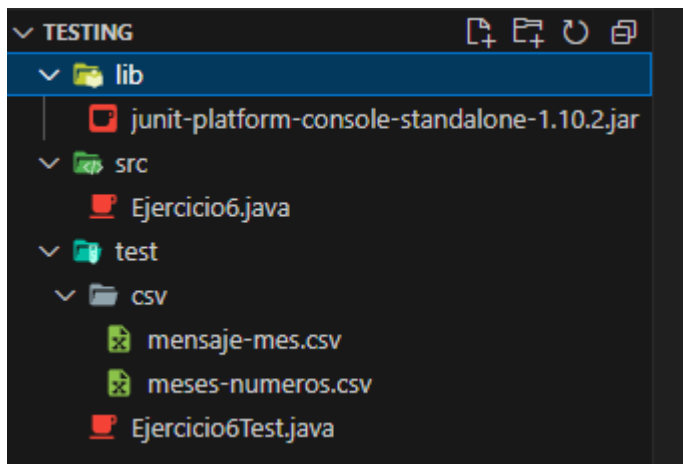 TESTING
lib
junit-platform-console-standalone-1.10.2.jar
src
Ejercicio6.java
test
csv
mensaje-mes.csv
meses-numeros.csv
Ejercicio6Test.java